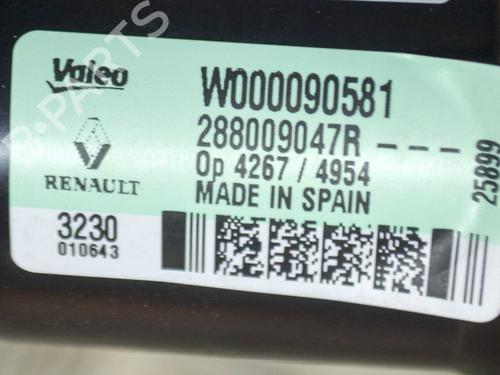 Valeo
W000090581
288009047R---
RENAULT
Op 4267 / 4954
MADE IN SPAIN
3230
010643
25899
B-PARTS